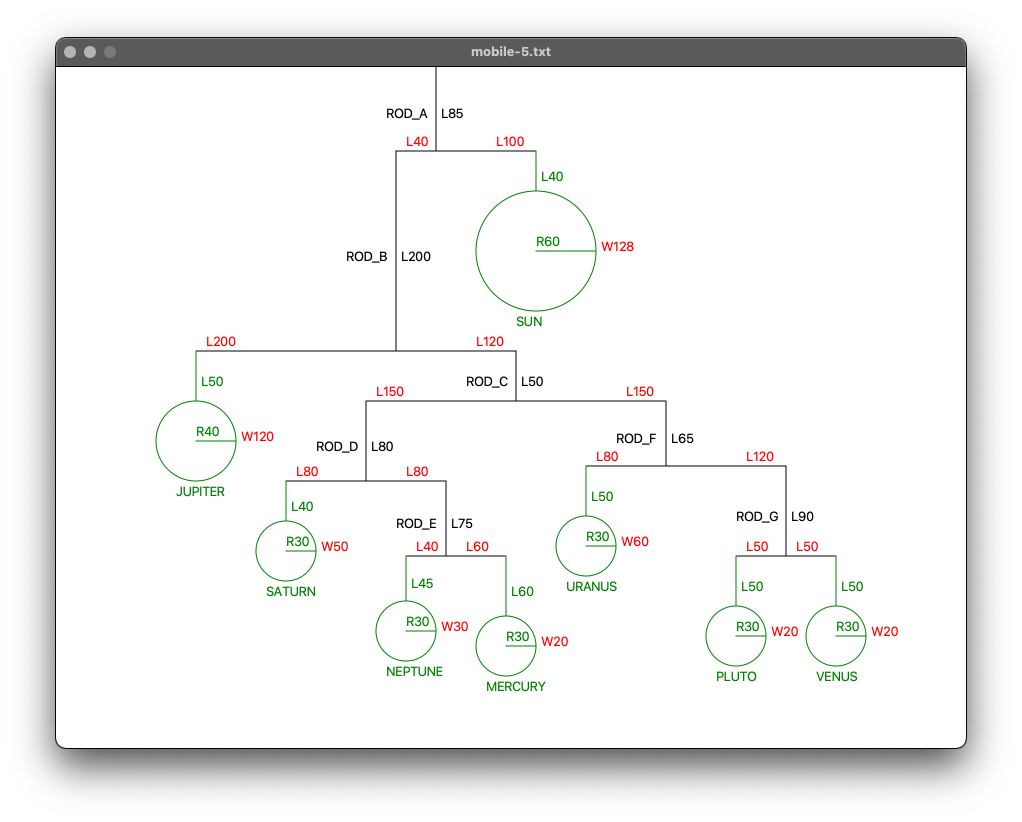 mobile-5.txt
ROD_A L85
L40 L100
L40
R60 W128
ROD_B L200
SUN
L200 L120
L50 ROD_C L50
L150 L150
R40 W120
ROD_D L80 ROD_F L65
L80 L120
L80 L80
JUPITER
L40 L50
ROD_E L75 ROD_G L90
R30 W50 L40 L60 R30 W60 L50 L50
SATURN L45 L60 URANUS L50 L50
R30 W30 R30 W20 R30 W20 R30 W20
NEPTUNE MERCURY PLUTO VENUS